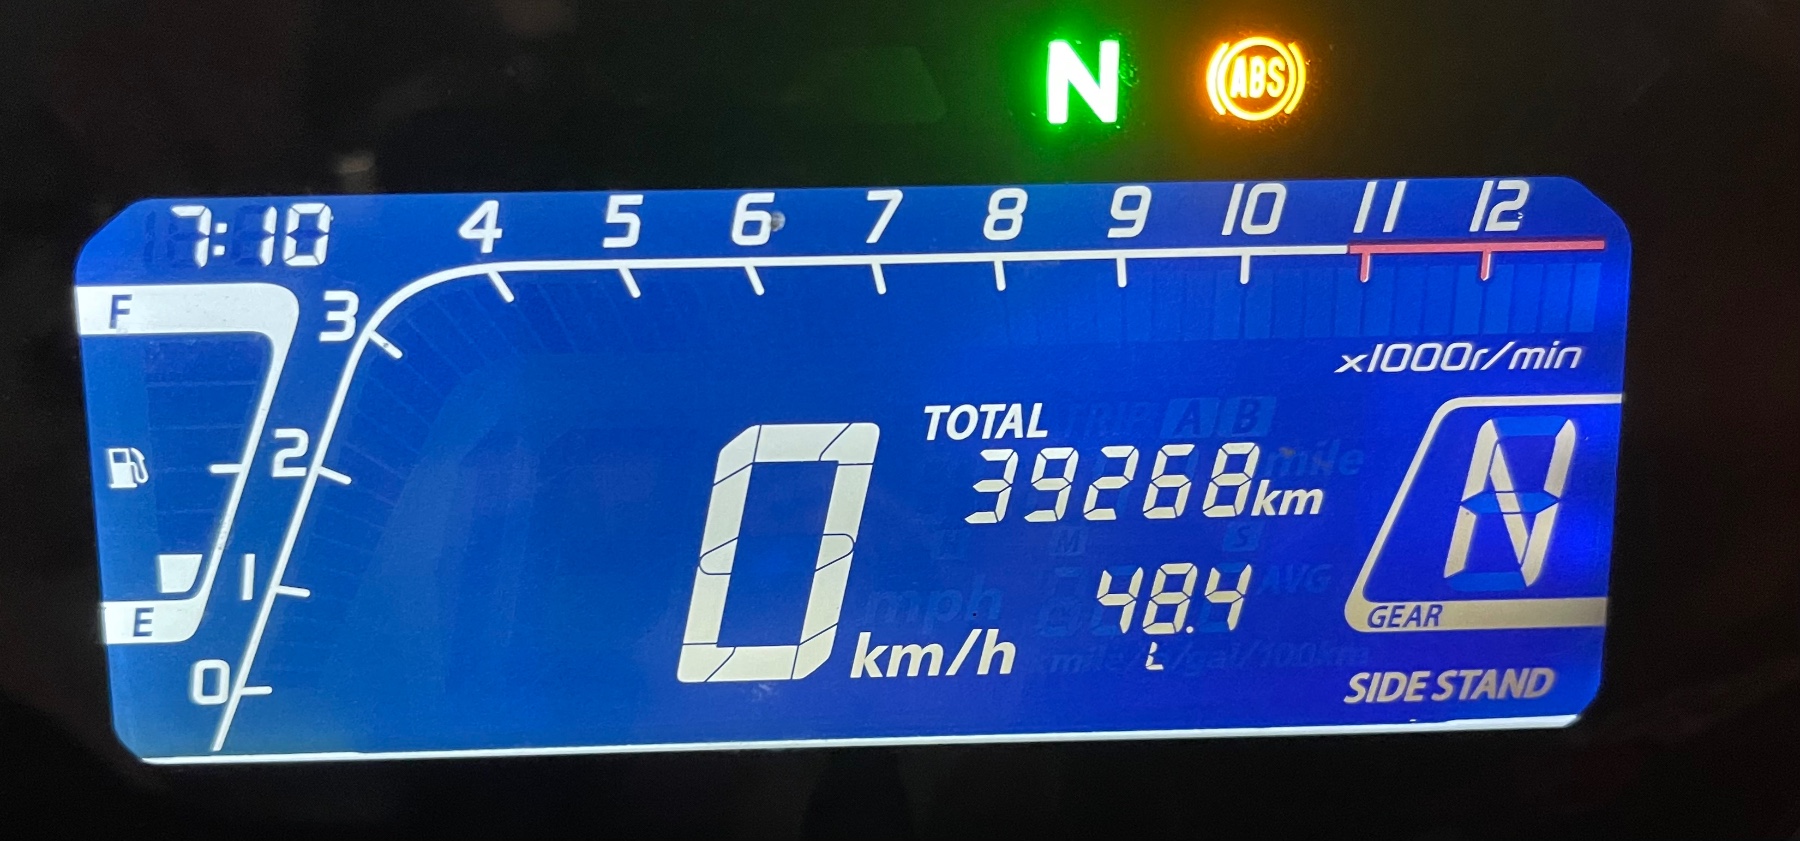 N ABS
7:10
4 5 6 7 8 9 10 11 12
F
3
x1000r/min
TOTAL
39268km
2
N
1
48.4
E
GEAR
0 km/h
L
SIDE STAND
0